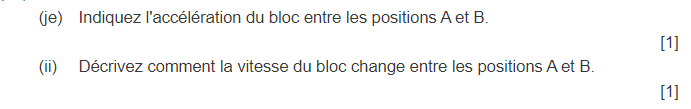 (je) Indiquez l'accélération du bloc entre les positions A et B.
[1]
(ii) Décrivez comment la vitesse du bloc change entre les positions A et B.
[1]